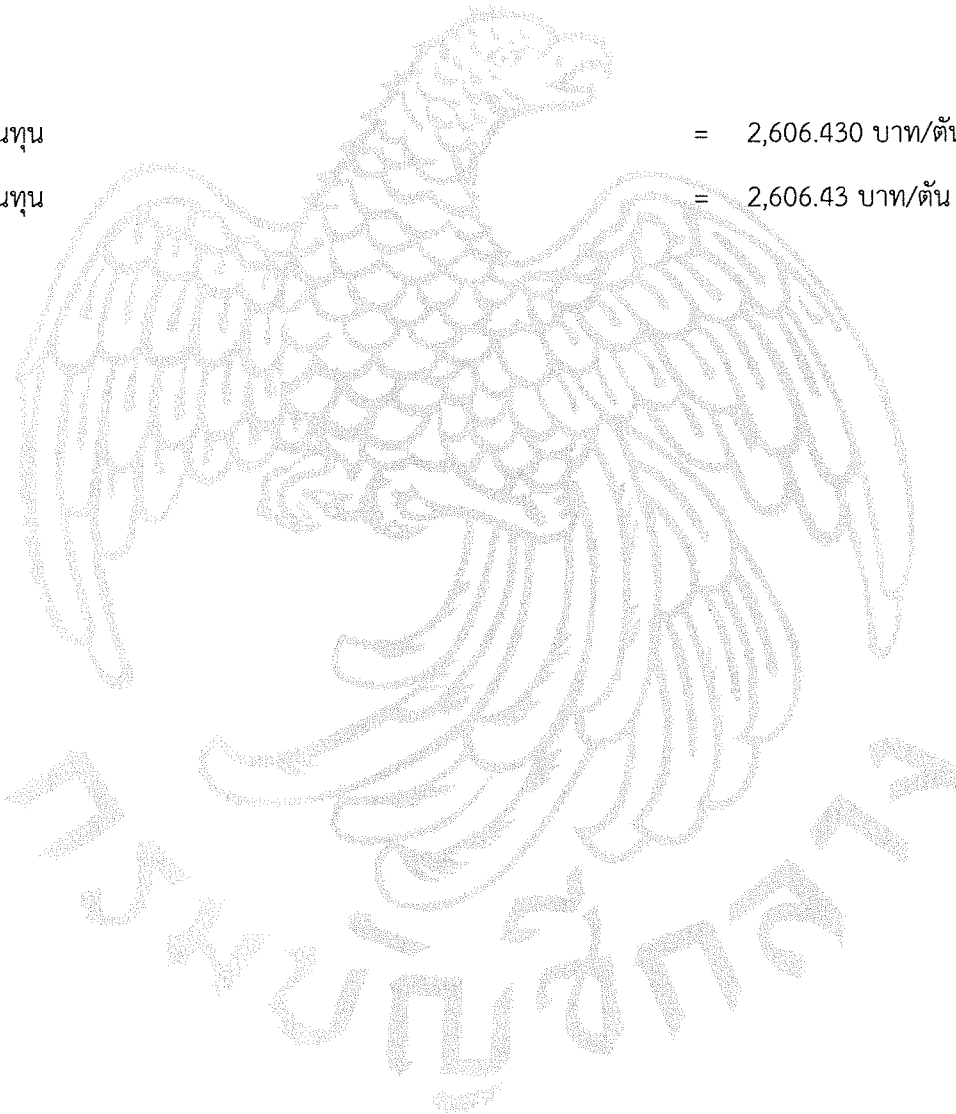 นทุน = 2,606.430 บาท/ตัน
นทุน = 2,606.43 บาท/ตัน
กรมบัญชีกลาง